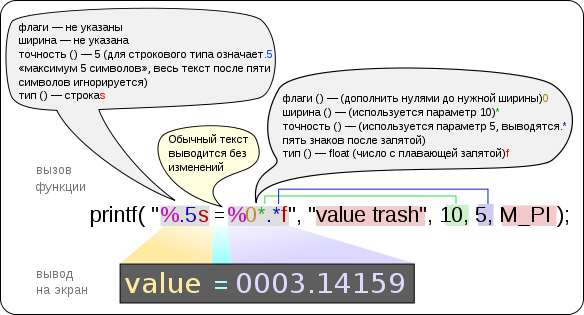 флаги — не указаны
ширина — не указана
точность () — 5 (для строкового типа означает.5
«максимум 5 символов», весь текст после пяти
символов игнорируется)
тип () — строкаs
флаги () — (дополнить нулями до нужной ширины)0
ширина () — (используется параметр 10)*
точность () — (используется параметр 5, выводятся.*
пять знаков после запятой)
тип () — float (число с плавающей запятой)f
Обычный текст
выводится без
изменений
вызов
функции
printf( "%.5s =%0*.*f", "value trash", 10, 5, M_PI );
вывод
на экран
value = 0003.14159